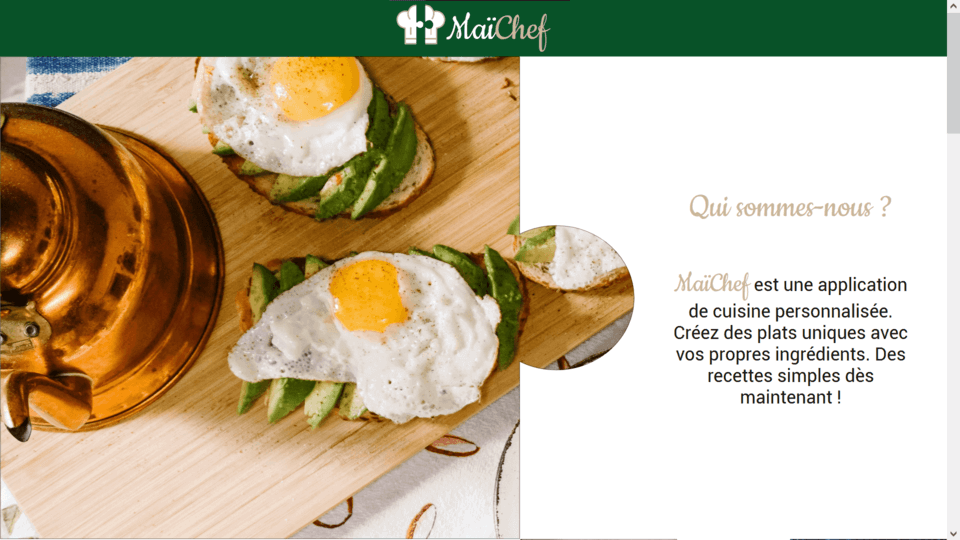 MaïChef
Qui sommes-nous ?
MaïChef est une application
de cuisine personnalisée.
Créez des plats uniques avec
vos propres ingrédients. Des
recettes simples dès
maintenant !